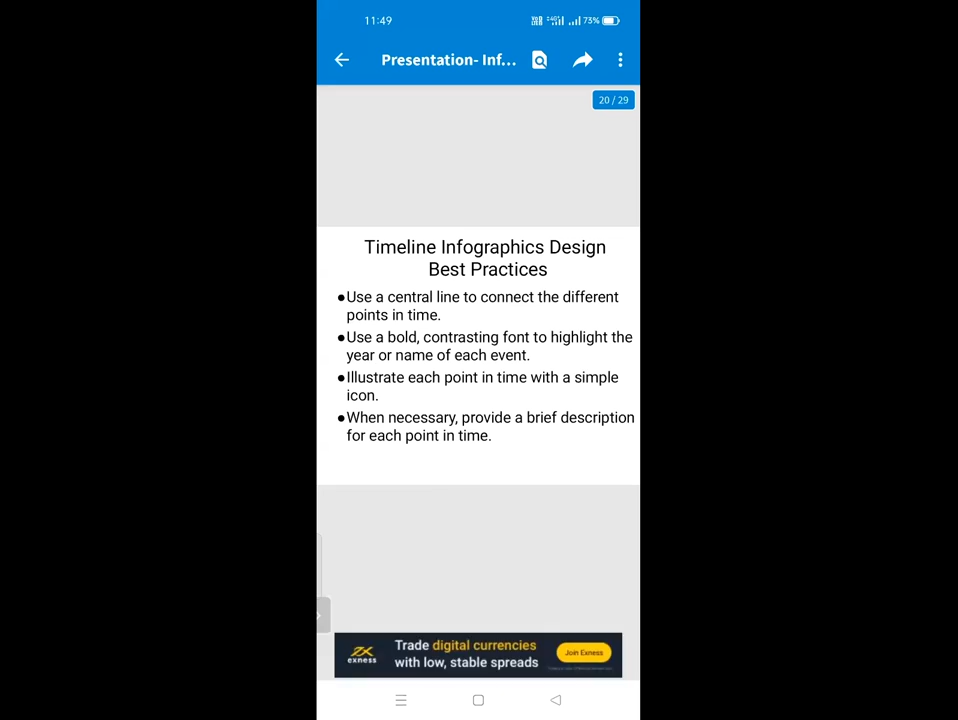 11:49
73%
Presentation- Inf...
20 / 29
Timeline Infographics Design
Best Practices
●Use a central line to connect the different
points in time.
●Use a bold, contrasting font to highlight the
year or name of each event.
●Illustrate each point in time with a simple
icon.
●When necessary, provide a brief description
for each point in time.
exness
Trade digital currencies
with low, stable spreads
Join Exness